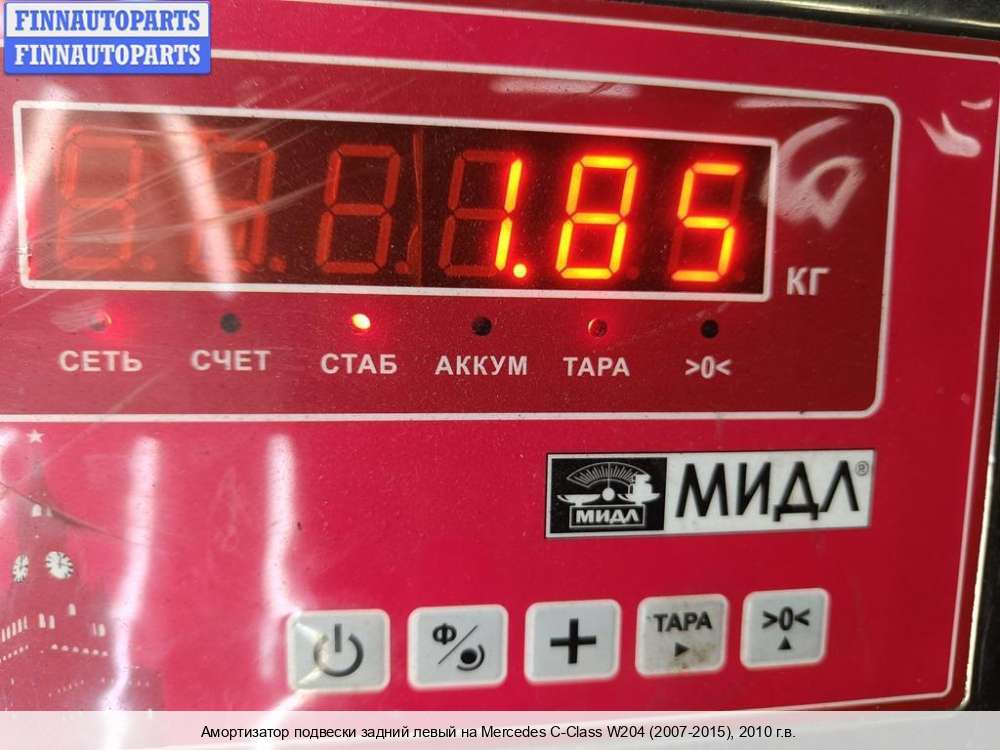 FINNAUTOPARTS
FINNAUTOPARTS
1.85
КГ
СЕТЬ СЧЕТ СТАБ АККУМ ТАРА >0<
МИДЛ МИДЛ®
Ф ТАРА >0<
Амортизатор подвески задний левый на Mercedes C-Class W204 (2007-2015), 2010 г.в.